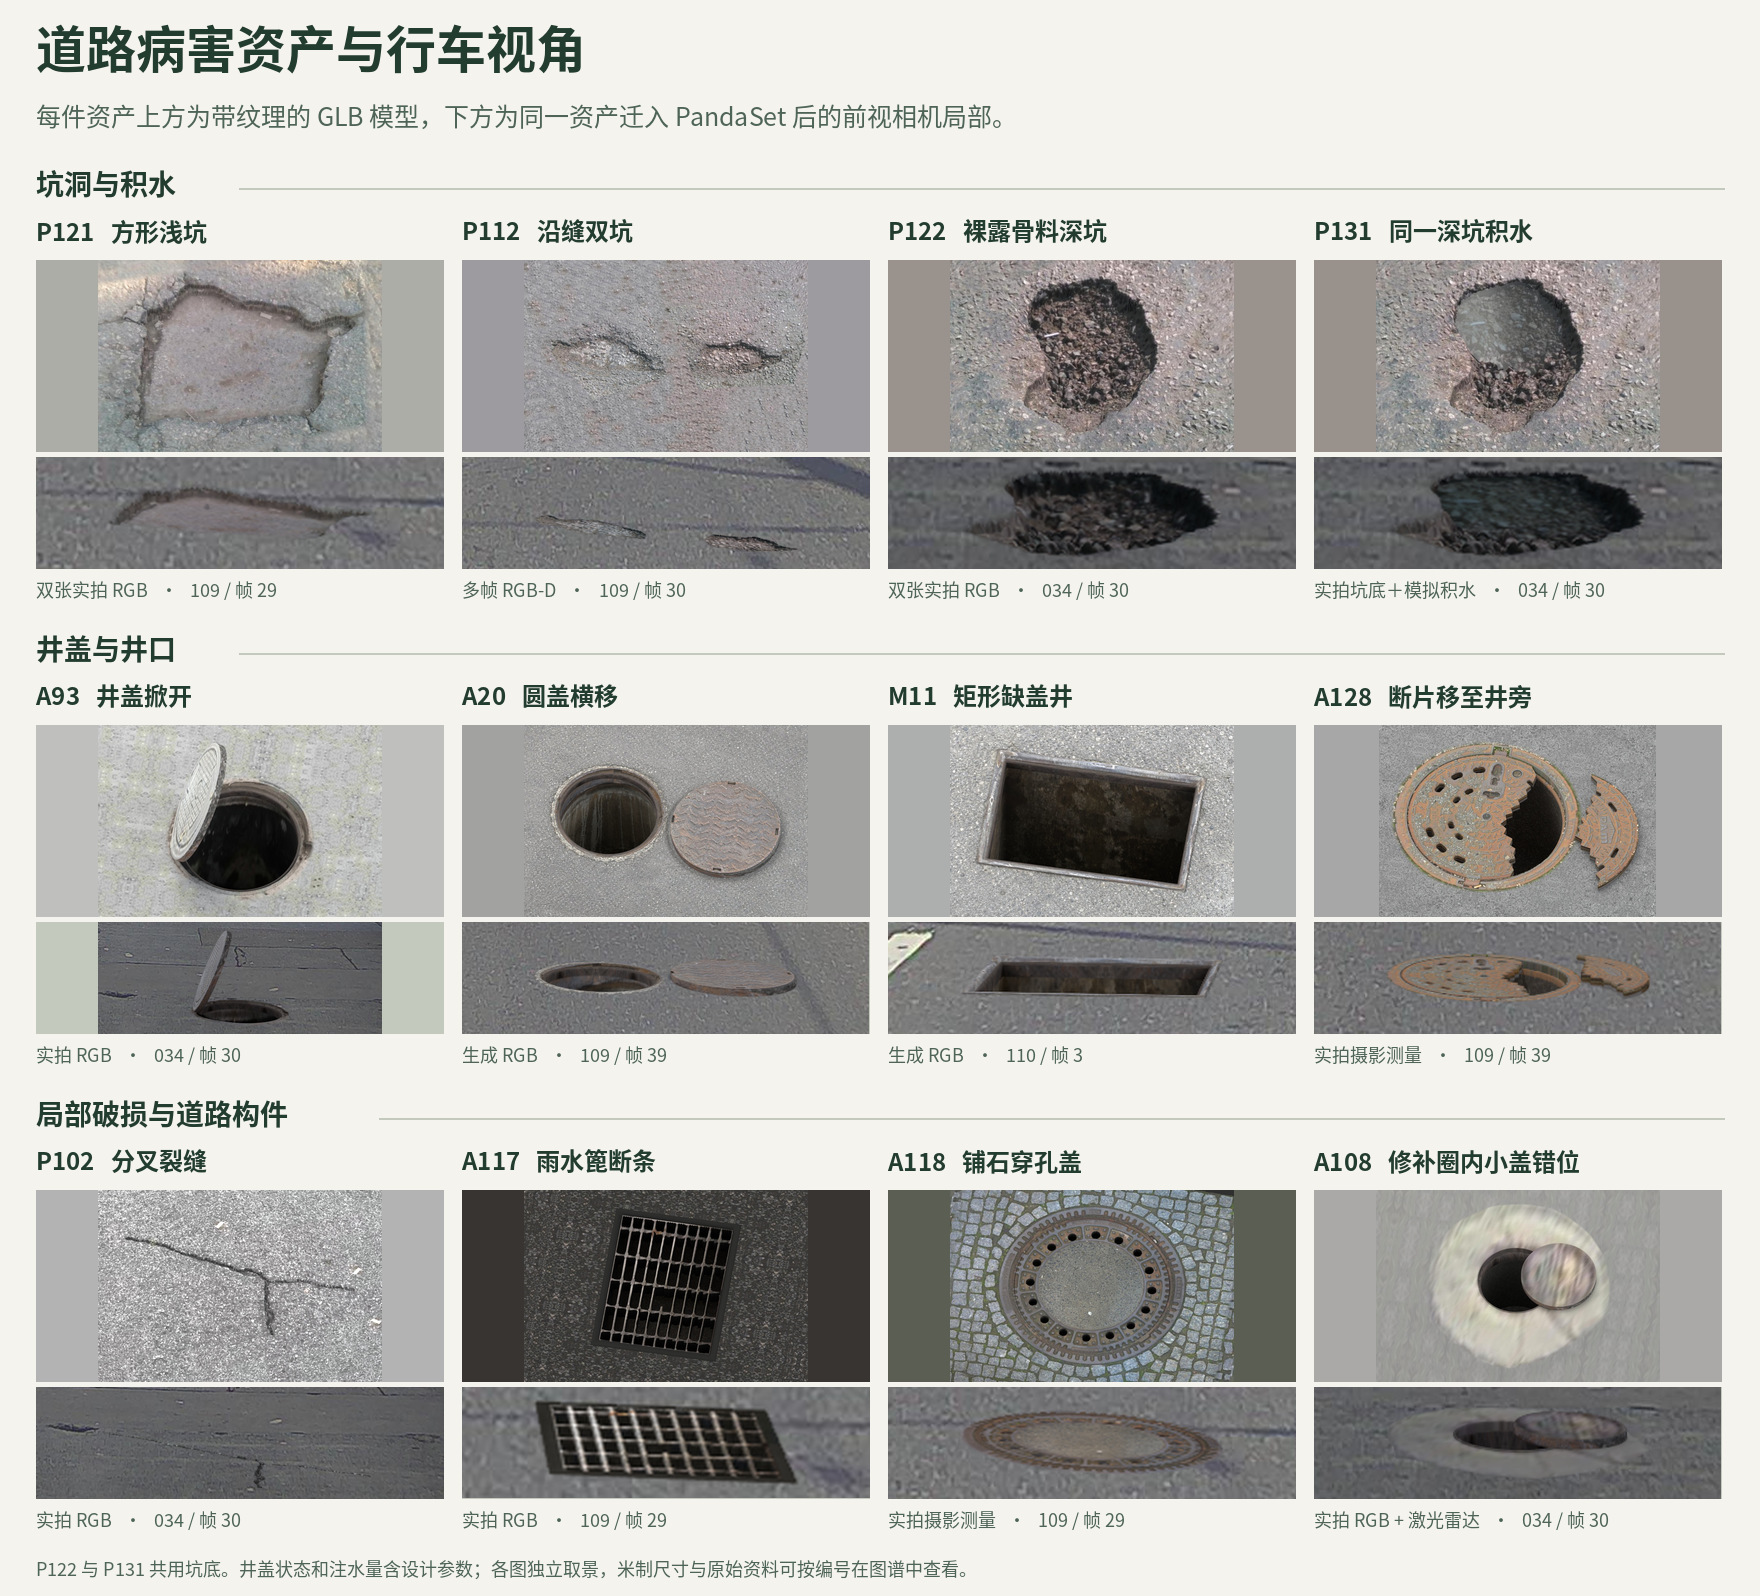 道路病害资产与行车视角
每件资产上方为带纹理的 GLB 模型，下方为同一资产迁入 PandaSet 后的前视相机局部。
坑洞与积水
P121 方形浅坑
P112 沿缝双坑
P122 裸露骨料深坑
P131 同一深坑积水
双张实拍 RGB • 109 / 帧 29
多帧 RGB-D • 109 / 帧 30
双张实拍 RGB • 034 / 帧 30
实拍坑底＋模拟积水 • 034 / 帧 30
井盖与井口
A93 井盖掀开
A20 圆盖横移
M11 矩形缺盖井
A128 断片移至井旁
实拍 RGB • 034 / 帧 30
生成 RGB • 109 / 帧 39
生成 RGB • 110 / 帧 3
实拍摄影测量 • 109 / 帧 39
局部破损与道路构件
P102 分叉裂缝
A117 雨水篦断条
A118 铺石穿孔盖
A108 修补圈内小盖错位
实拍 RGB • 034 / 帧 30
实拍 RGB • 109 / 帧 29
实拍摄影测量 • 109 / 帧 29
实拍 RGB + 激光雷达 • 034 / 帧 30
P122 与 P131 共用坑底。井盖状态和注水量含设计参数；各图独立取景，米制尺寸与原始资料可按编号在图谱中查看。